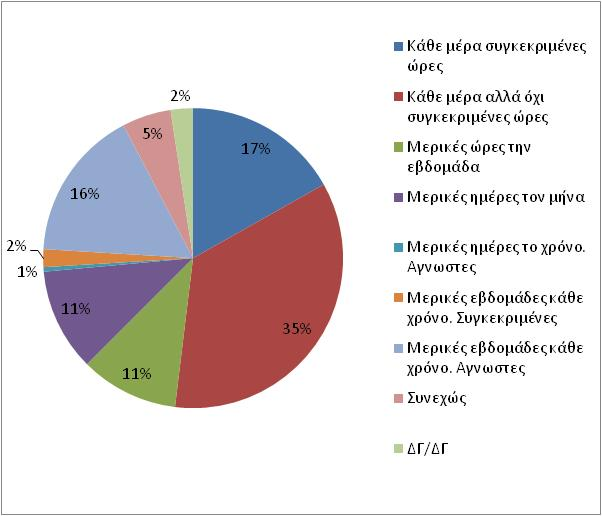 Κάθε μέρα συγκεκριμένες
ώρες
Κάθε μέρα αλλά όχι
συγκεκριμένες ώρες
Μερικές ώρες την
εβδομάδα
Μερικές ημέρες τον μήνα
Μερικές ημέρες το χρόνο.
Αγνωστες
Μερικές εβδομάδες κάθε
χρόνο. Συγκεκριμένες
Μερικές εβδομάδες κάθε
χρόνο. Αγνωστες
Συνεχώς
ΔΓ/ΔΓ
2%
5%
17%
16%
2%
1%
11%
35%
11%